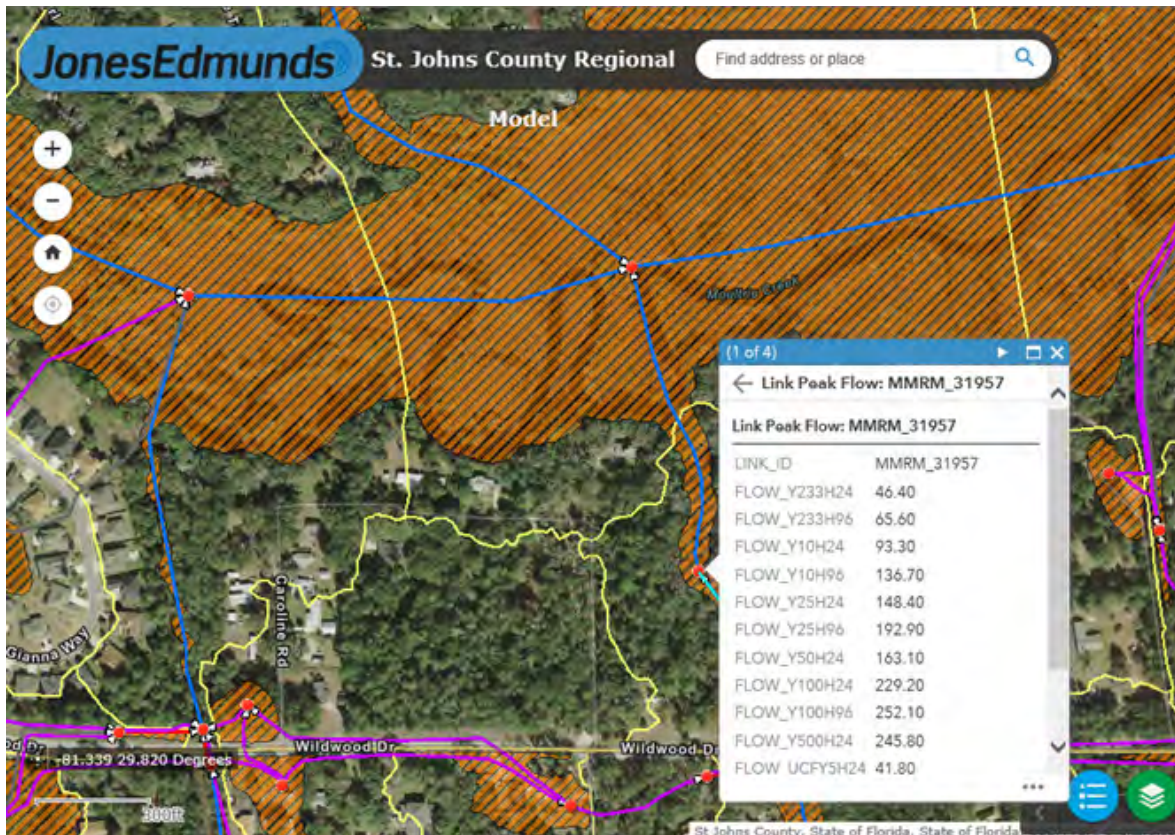 JonesEdmunds
St. Johns County Regional
Find address or place
Model
Moultrie Creek
(1 of 4)
Link Peak Flow: MMRM_31957
Link Peak Flow: MMRM_31957
LINK_ID MMRM_31957
FLOW_Y233H24 46.40
FLOW_Y233H96 65.60
FLOW_Y10H24 93.30
FLOW_Y10H96 136.70
FLOW_Y25H24 148.40
FLOW_Y25H96 192.90
FLOW_Y50H24 163.10
FLOW_Y100H24 229.20
FLOW_Y100H96 252.10
FLOW_Y500H24 245.80
FLOW_UCFY5H24 41.80
Caroline Rd
Gianna Way
Wildwood Dr
Wildwood Dr
od Dr
-81.339 29.820 Degrees
300ft
St Johns County, State of Florida, State of Florida